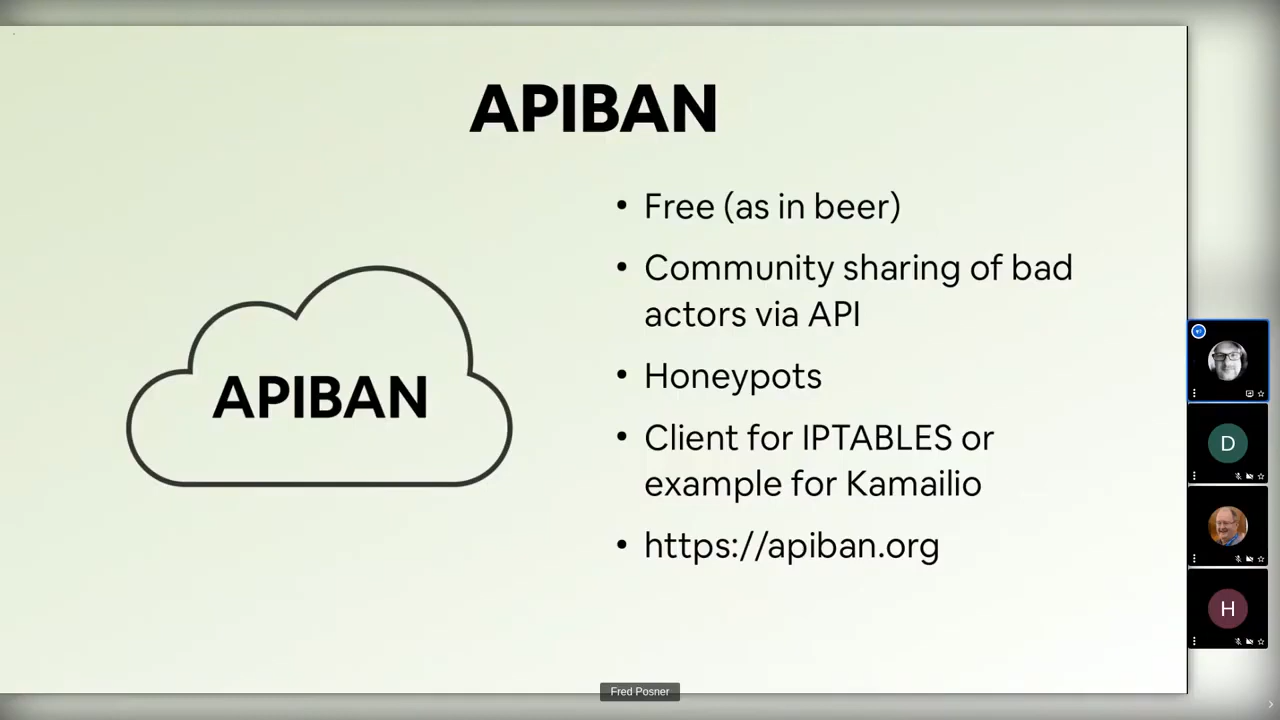 APIBAN
APIBAN
• Free (as in beer)
• Community sharing of bad
actors via API
• Honeypots
• Client for IPTABLES or
example for Kamailio
• https://apiban.org
D
H
Fred Posner